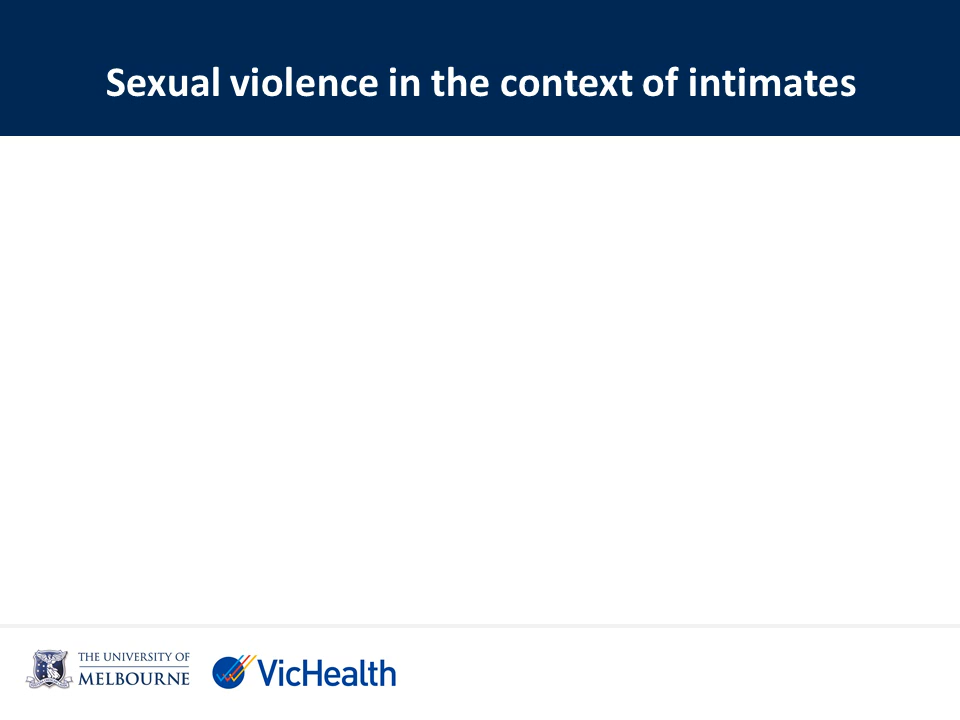 Sexual violence in the context of intimates
THE UNIVERSITY OF
MELBOURNE
VicHealth